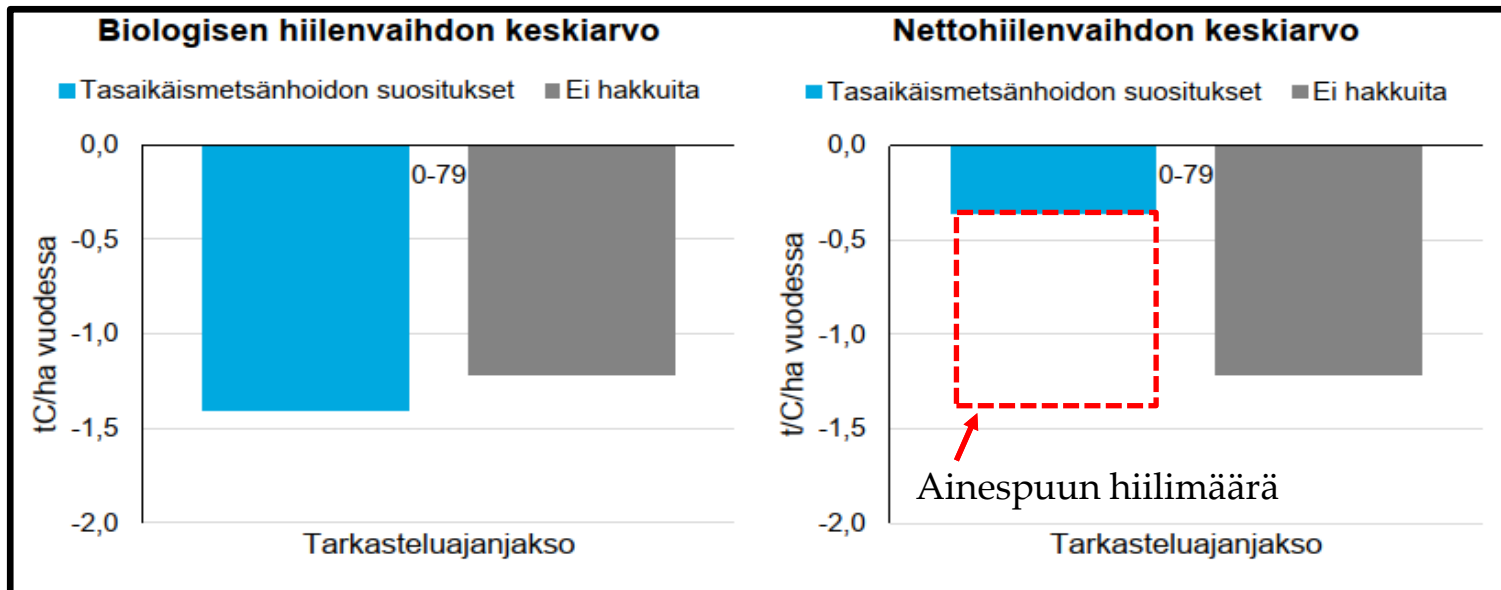 Biologisen hiilenvaihdon keskiarvo
Tasaikäismetsänhoidon suositukset
Ei hakkuita
0,0
-0,5
-1,0
-1,5
-2,0
tC/ha vuodessa
0-79
Tarkasteluajanjakso
Nettohiilenvaihdon keskiarvo
Tasaikäismetsänhoidon suositukset
Ei hakkuita
0,0
-0,5
-1,0
-1,5
-2,0
t/C/ha vuodessa
0-79
Ainespuun hiilimäärä
Tarkasteluajanjakso